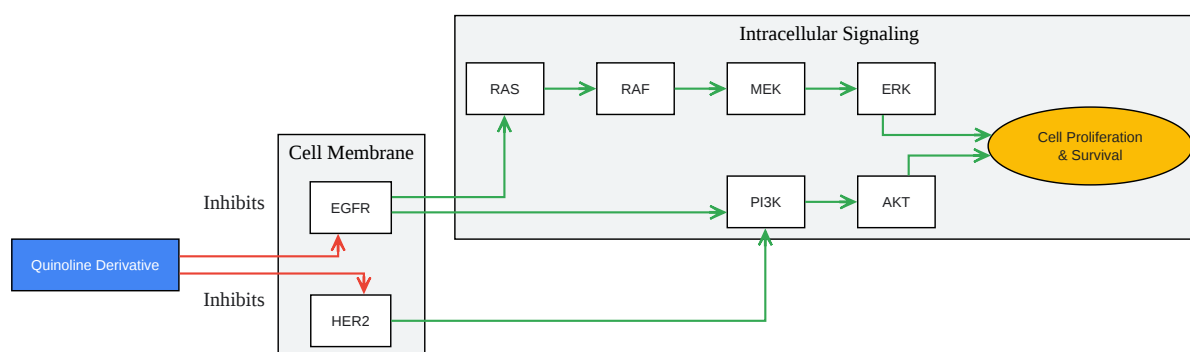 Intracellular Signaling
RAS
RAF
MEK
ERK
Cell Proliferation
& Survival
Cell Membrane
Inhibits
EGFR
PI3K
AKT
Quinoline Derivative
Inhibits
HER2